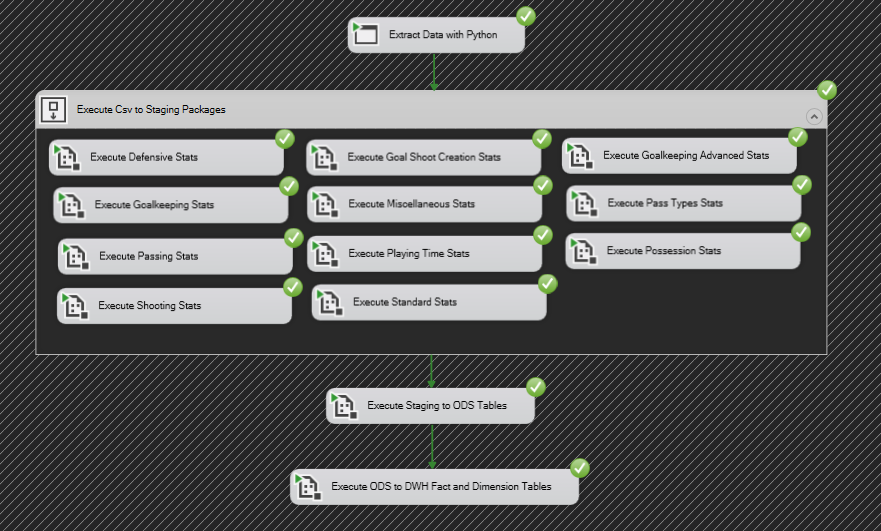 Extract Data with Python
Execute Csv to Staging Packages
Execute Defensive Stats
Execute Goal Shoot Creation Stats
Execute Goalkeeping Advanced Stats
Execute Goalkeeping Stats
Execute Miscellaneous Stats
Execute Pass Types Stats
Execute Passing Stats
Execute Playing Time Stats
Execute Possession Stats
Execute Shooting Stats
Execute Standard Stats
Execute Staging to ODS Tables
Execute ODS to DWH Fact and Dimension Tables